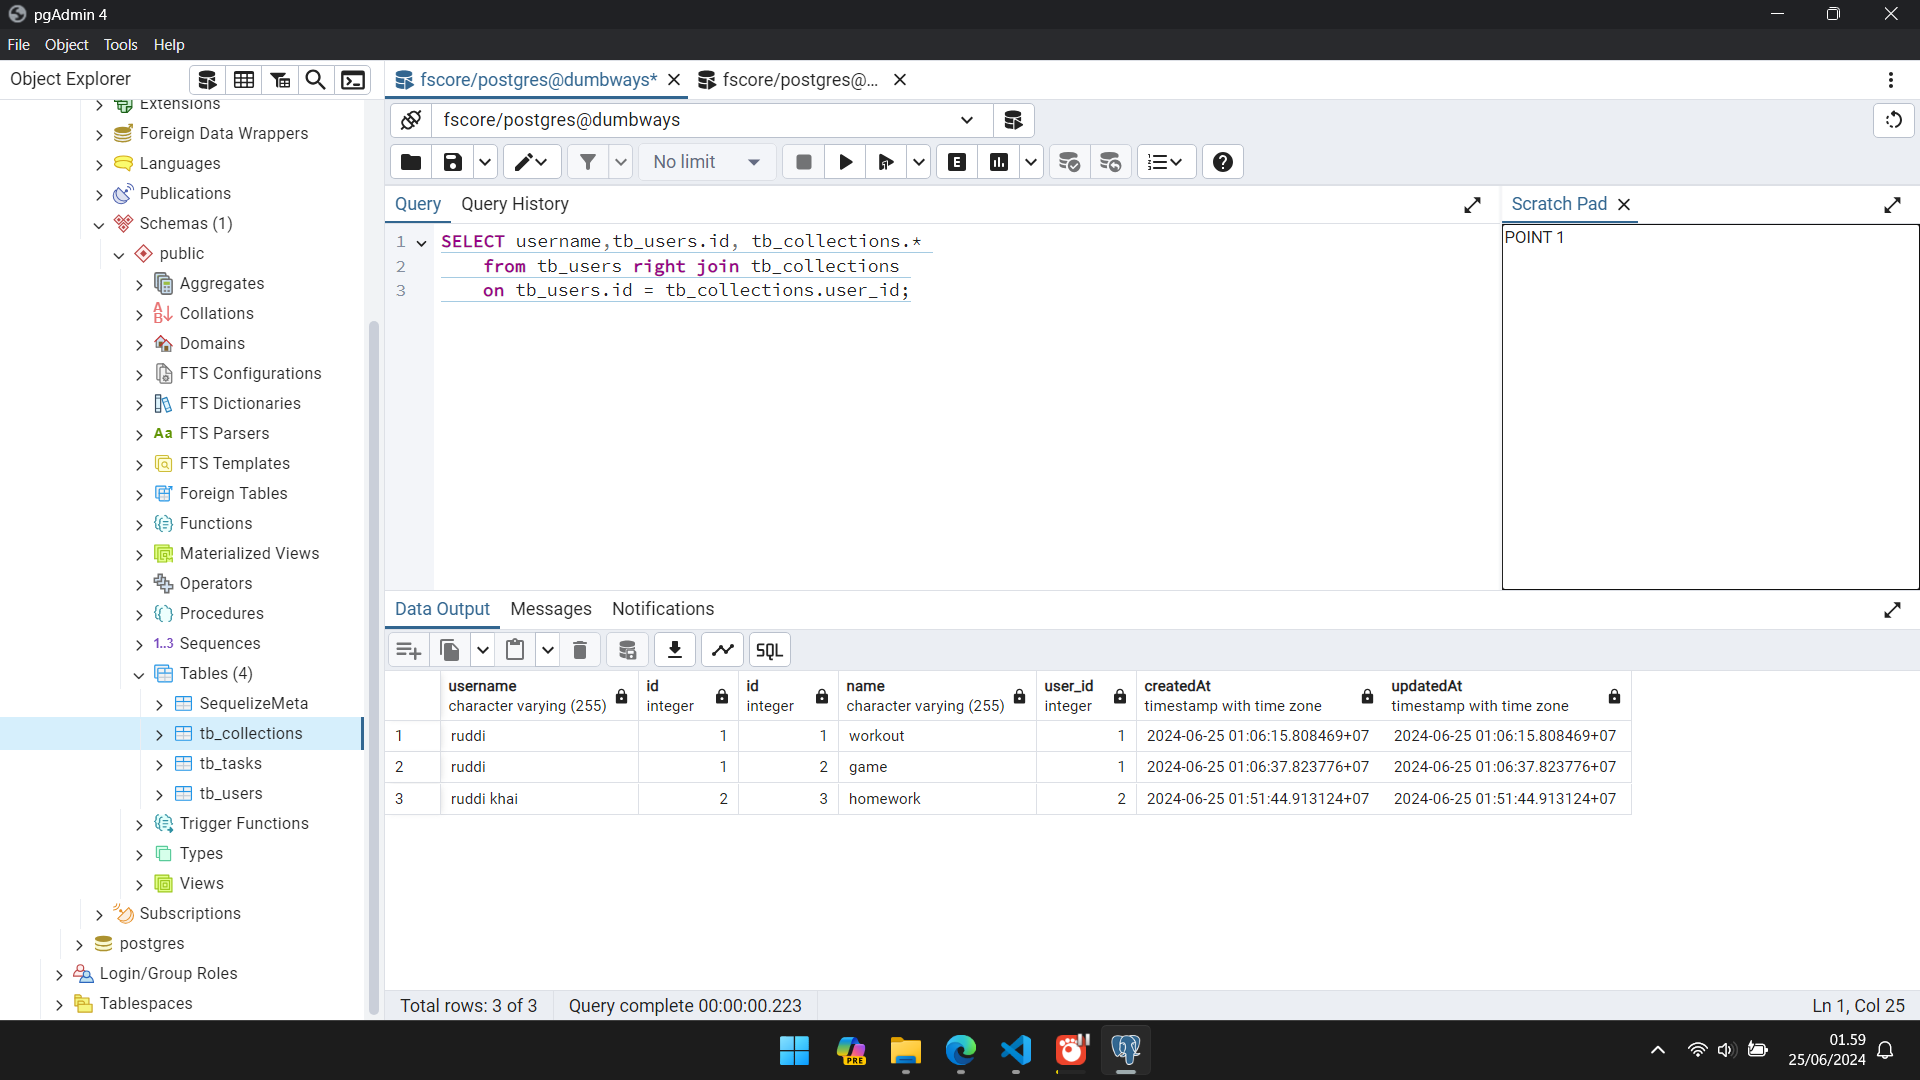 pgAdmin 4
File Object Tools Help
Object Explorer
fscore/postgres@dumbways*
fscore/postgres@...
Extensions
Foreign Data Wrappers
Languages
Publications
Schemas (1)
public
Aggregates
Collations
Domains
FTS Configurations
FTS Dictionaries
Aa FTS Parsers
FTS Templates
Foreign Tables
Functions
Materialized Views
Operators
Procedures
1..3 Sequences
Tables (4)
SequelizeMeta
tb_collections
tb_tasks
tb_users
Trigger Functions
Types
Views
Subscriptions
postgres
Login/Group Roles
Tablespaces
fscore/postgres@dumbways
No limit
E
Query Query History
1 SELECT username,tb_users.id, tb_collections.*
2 from tb_users right join tb_collections
3 on tb_users.id = tb_collections.user_id;
Scratch Pad
POINT 1
Data Output Messages Notifications
SQL
username id id name user_id createdAt updatedAt
character varying (255) integer integer character varying (255) integer timestamp with time zone timestamp with time zone
1 ruddi 1 1 workout 1 2024-06-25 01:06:15.808469+07 2024-06-25 01:06:15.808469+07
2 ruddi 1 2 game 1 2024-06-25 01:06:37.823776+07 2024-06-25 01:06:37.823776+07
3 ruddi khai 2 3 homework 2 2024-06-25 01:51:44.913124+07 2024-06-25 01:51:44.913124+07
Total rows: 3 of 3 Query complete 00:00:00.223 Ln 1, Col 25
PRE
01.59
25/06/2024